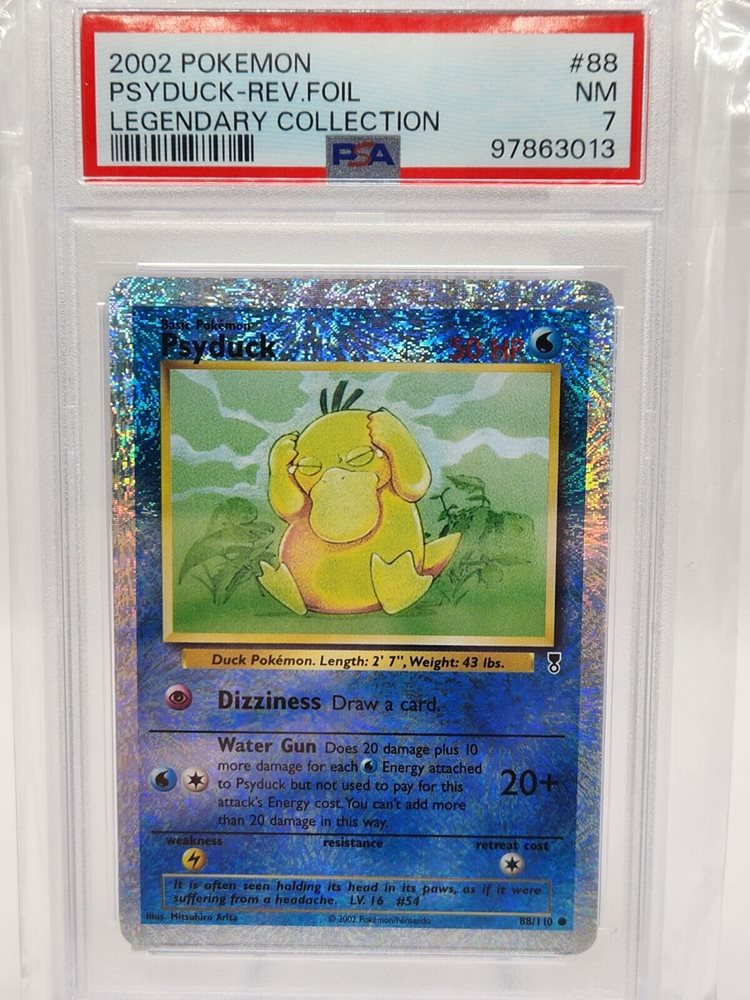 2002 POKEMON #88
PSYDUCK-REV.FOIL NM
LEGENDARY COLLECTION 7
PSA 97863013
Basic Pokémon
Psyduck 50 HP
Duck Pokémon. Length: 2' 7", Weight: 43 lbs.
Dizziness Draw a card.
Water Gun Does 20 damage plus 10
more damage for each Energy attached
to Psyduck but not used to pay for this
attack's Energy cost. You can't add more
than 20 damage in this way.
20+
weakness resistance retreat cost
It is often seen holding its head in its paws, as if it were
suffering from a headache. LV. 16 #54
Illus. Mitsuhiro Arita © 2002 Pokémon/Nintendo 88/110